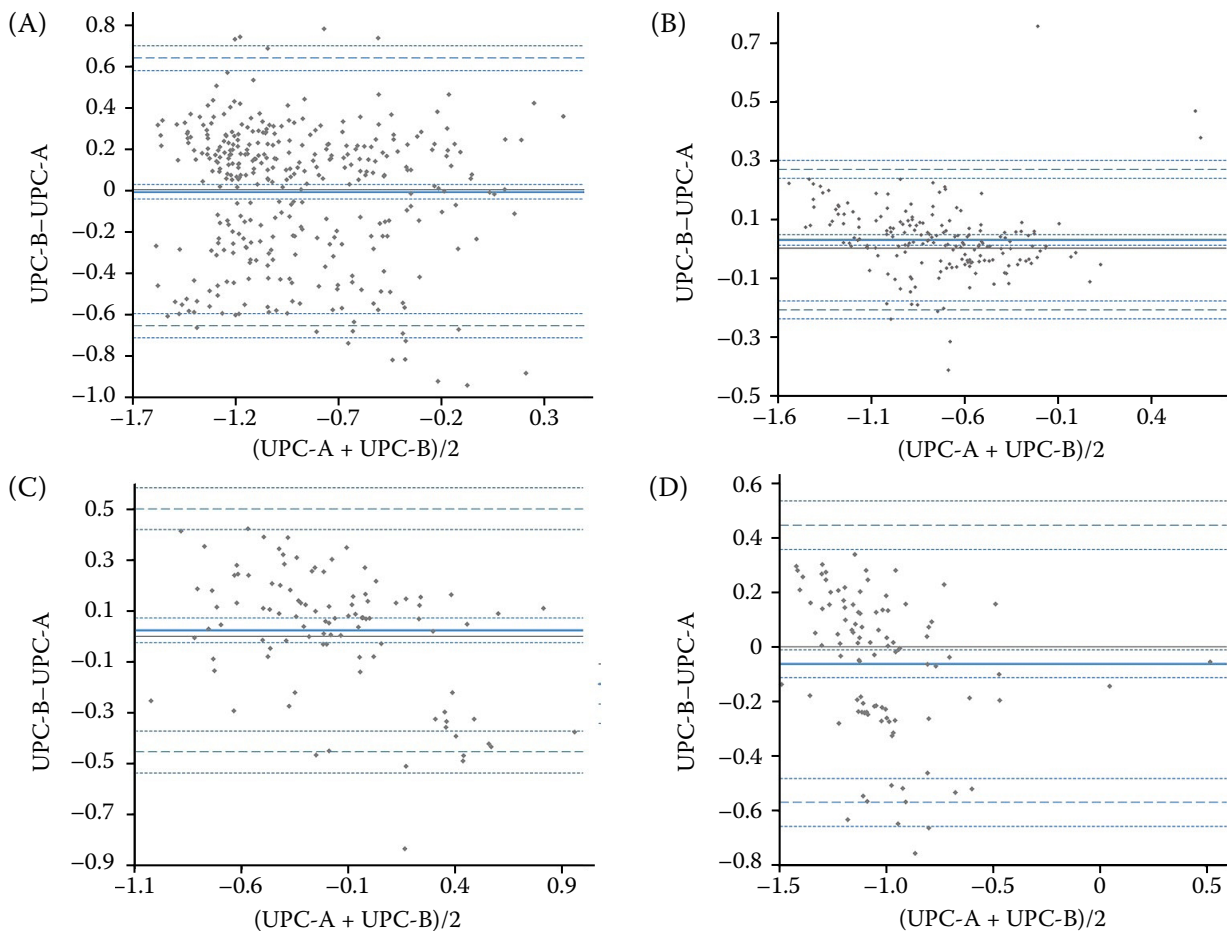 (A)
0.8
0.6
0.4
0.2
0
−0.2
−0.4
−0.6
−0.8
−1.0
UPC-B−UPC-A
−1.7 −1.2 −0.7 −0.2 0.3
(UPC-A + UPC-B)/2
(B)
0.7
0.5
0.3
0.1
−0.1
−0.3
−0.5
UPC-B−UPC-A
−1.6 −1.1 −0.6 −0.1 0.4
(UPC-A + UPC-B)/2
(C)
0.5
0.3
0.1
−0.1
−0.3
−0.5
−0.7
−0.9
UPC-B−UPC-A
−1.1 −0.6 −0.1 0.4 0.9
(UPC-A + UPC-B)/2
(D)
0.6
0.4
0.2
0
−0.2
−0.4
−0.6
−0.8
UPC-B−UPC-A
−1.5 −1.0 −0.5 0 0.5
(UPC-A + UPC-B)/2